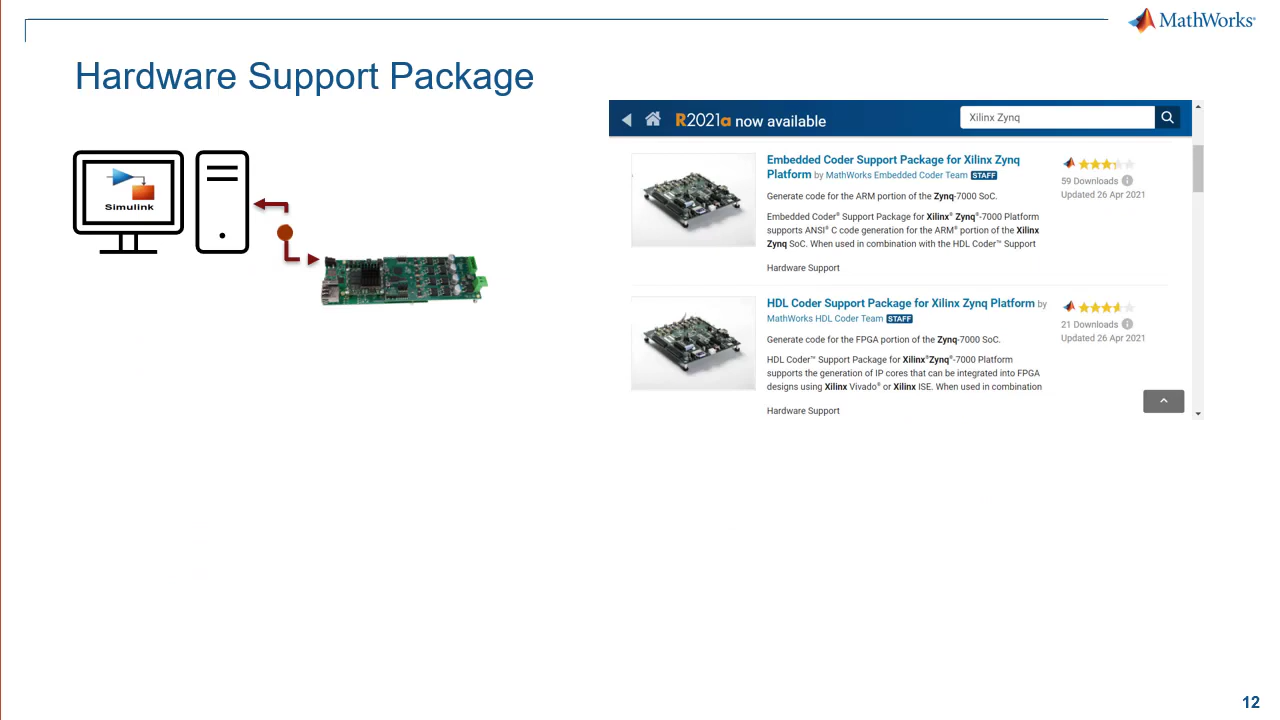 MathWorks®
Hardware Support Package
Simulink
R2021a now available
Xilinx Zynq
Embedded Coder Support Package for Xilinx Zynq
Platform by MathWorks Embedded Coder Team STAFF
59 Downloads
Updated 26 Apr 2021
Generate code for the ARM portion of the Zynq-7000 SoC.
Embedded Coder® Support Package for Xilinx® Zynq®-7000 Platform
supports ANSI® C code generation for the ARM® portion of the Xilinx
Zynq SoC. When used in combination with the HDL Coder™ Support
Hardware Support
HDL Coder Support Package for Xilinx Zynq Platform by
MathWorks HDL Coder Team STAFF
21 Downloads
Updated 26 Apr 2021
Generate code for the FPGA portion of the Zynq-7000 SoC.
HDL Coder™ Support Package for Xilinx®Zynq®-7000 Platform
supports the generation of IP cores that can be integrated into FPGA
designs using Xilinx Vivado® or Xilinx ISE. When used in combination
Hardware Support
12